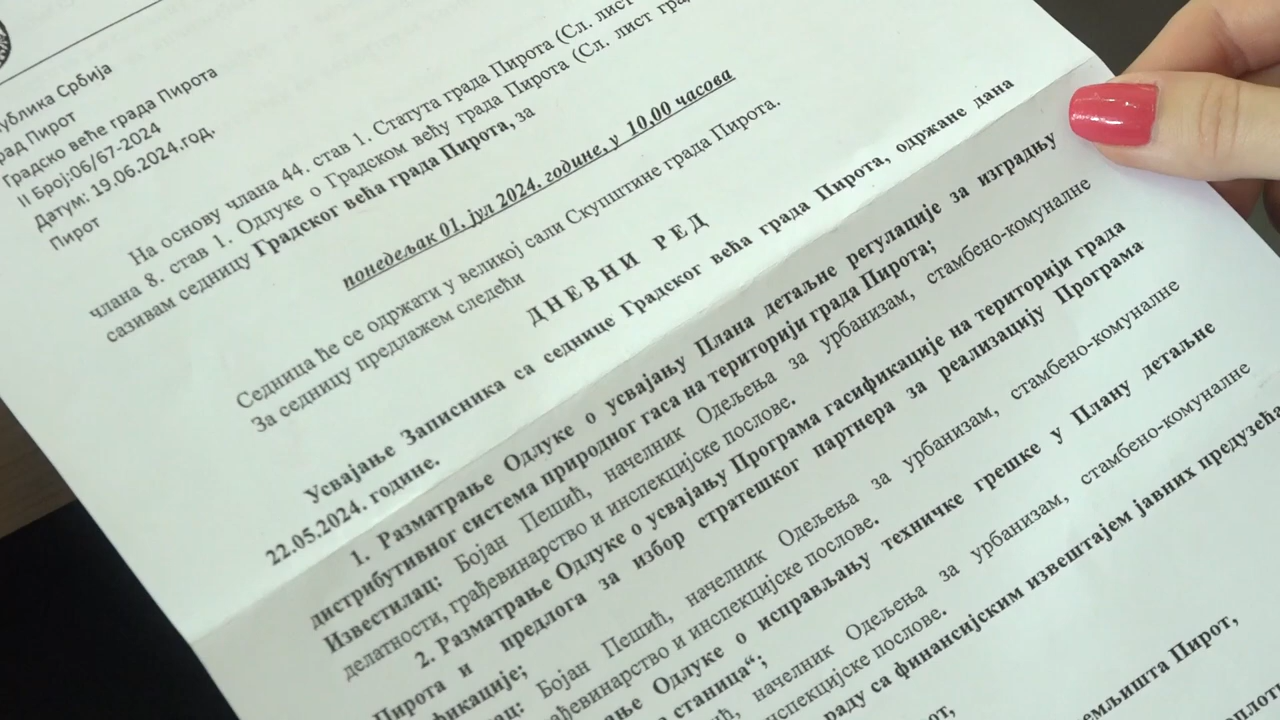 ублика Србија
рад Пирот
Градско веће града Пирота
II Број:06/67-2024
Датум: 19.06.2024.год.
Пирот
На основу члана 44. став 1. Статута града Пирота (Сл. лист
члана 8. став 1. Одлуке о Градском већу града Пирота (Сл. лист гра
сазивам седницу Градског већа града Пирота, за
понедељак 01. јул 2024. године, у 10,00 часова
Седница ће се одржати у великој сали Скупштине града Пирота.
За седницу предлажем следећи
Д Н Е В Н И Р Е Д
Усвајање Записника са седнице Градског већа града Пирота, одржане дана
22.05.2024. године.
1. Разматрање Одлуке о усвајању Плана детаљне регулације за изградњу
дистрибутивног система природног гаса на територији града Пирота;
Известилац: Бојан Пешић, начелник Одељења за урбанизам, стамбено-комуналне
делатности, грађевинарство и инспекцијске послове.
2. Разматрање Одлуке о усвајању Програма гасификације на територији града
Пирота и предлога за избор стратешког партнера за реализацију Програма
фикације;
ац: Бојан Пешић, начелник Одељења за урбанизам, стамбено-комуналне
ађевинарство и инспекцијске послове.
ање Одлуке о исправљању техничке грешке у Плану детаљне
станица“;
начелник Одељења за урбанизам, стамбено-комуналне
нспекцијске послове.
раду са финансијским извештајем јавних предузећа
емљишта Пирот,
от,